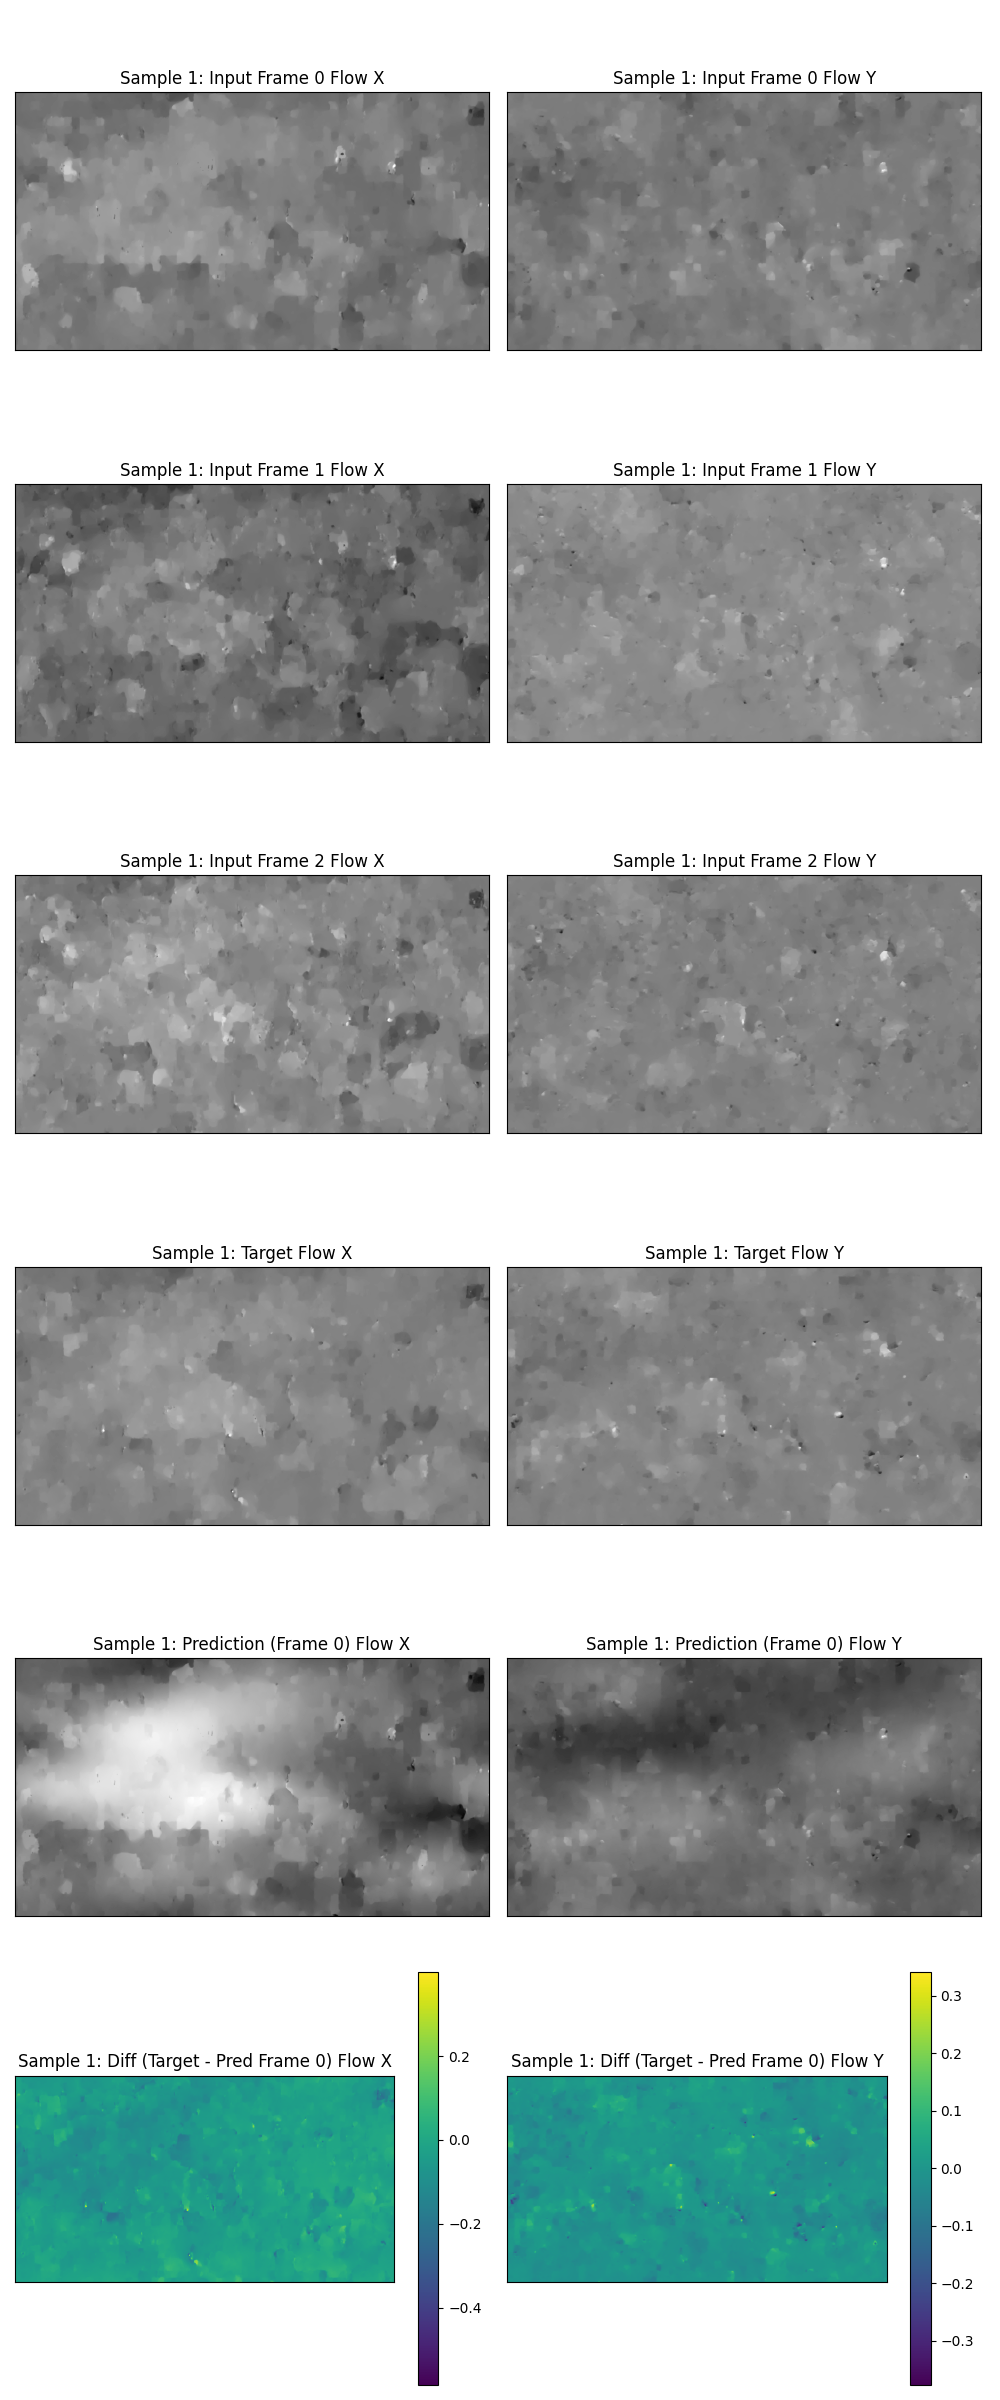 Sample 1: Input Frame 0 Flow X
Sample 1: Input Frame 0 Flow Y
Sample 1: Input Frame 1 Flow X
Sample 1: Input Frame 1 Flow Y
Sample 1: Input Frame 2 Flow X
Sample 1: Input Frame 2 Flow Y
Sample 1: Target Flow X
Sample 1: Target Flow Y
Sample 1: Prediction (Frame 0) Flow X
Sample 1: Prediction (Frame 0) Flow Y
Sample 1: Diff (Target - Pred Frame 0) Flow X
0.2
0.0
−0.2
−0.4
Sample 1: Diff (Target - Pred Frame 0) Flow Y
0.3
0.2
0.1
0.0
−0.1
−0.2
−0.3